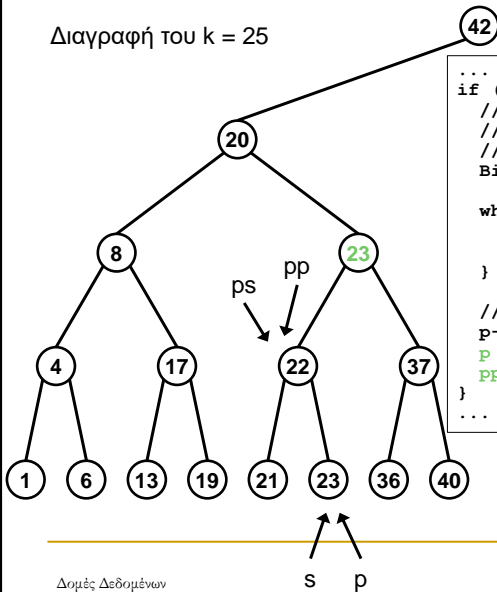 Διαγραφή του k = 25
42
...
if (
//
//
//
Bi
wh
}
//
p-
p
pp
}
...
20
8
23
ps
pp
4
17
22
37
1
6
13
19
21
23
36
40
s
p
Δομές Δεδομένων